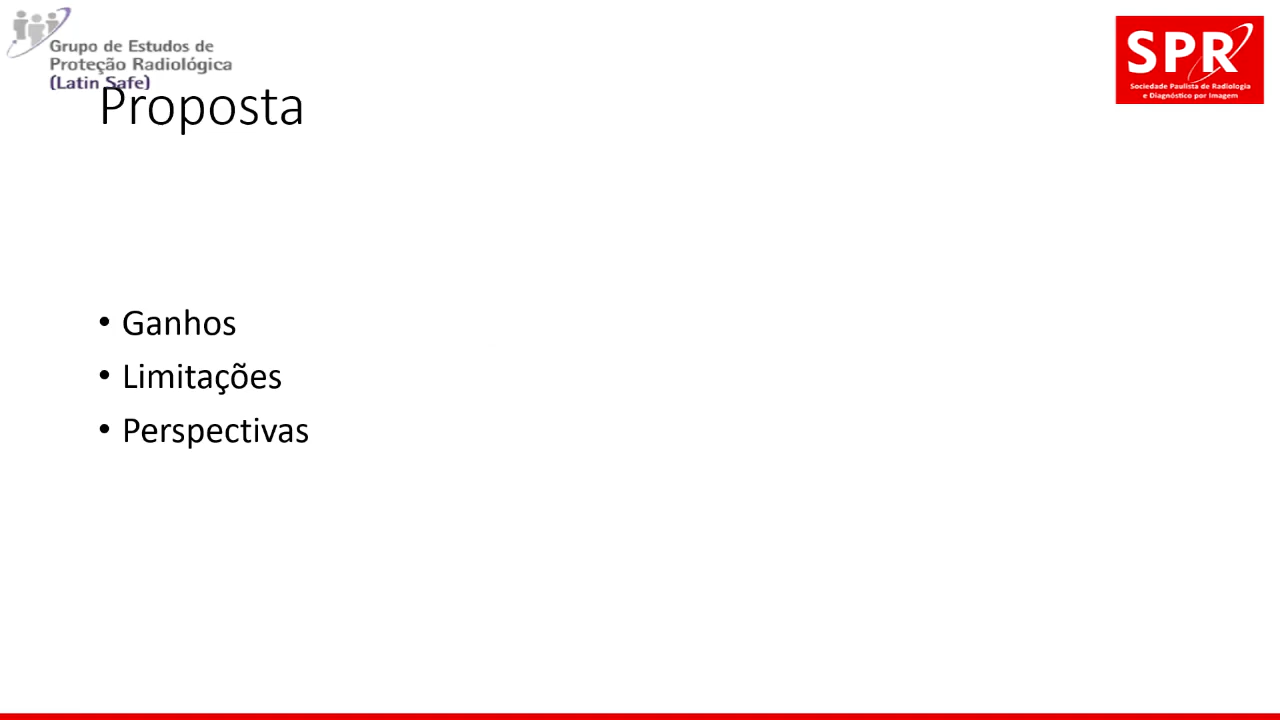 Grupo de Estudos de
Proteção Radiológica
(Latin Safe)
SPR
Sociedade Paulista de Radiologia
e Diagnóstico por Imagem
Proposta
• Ganhos
• Limitações
• Perspectivas